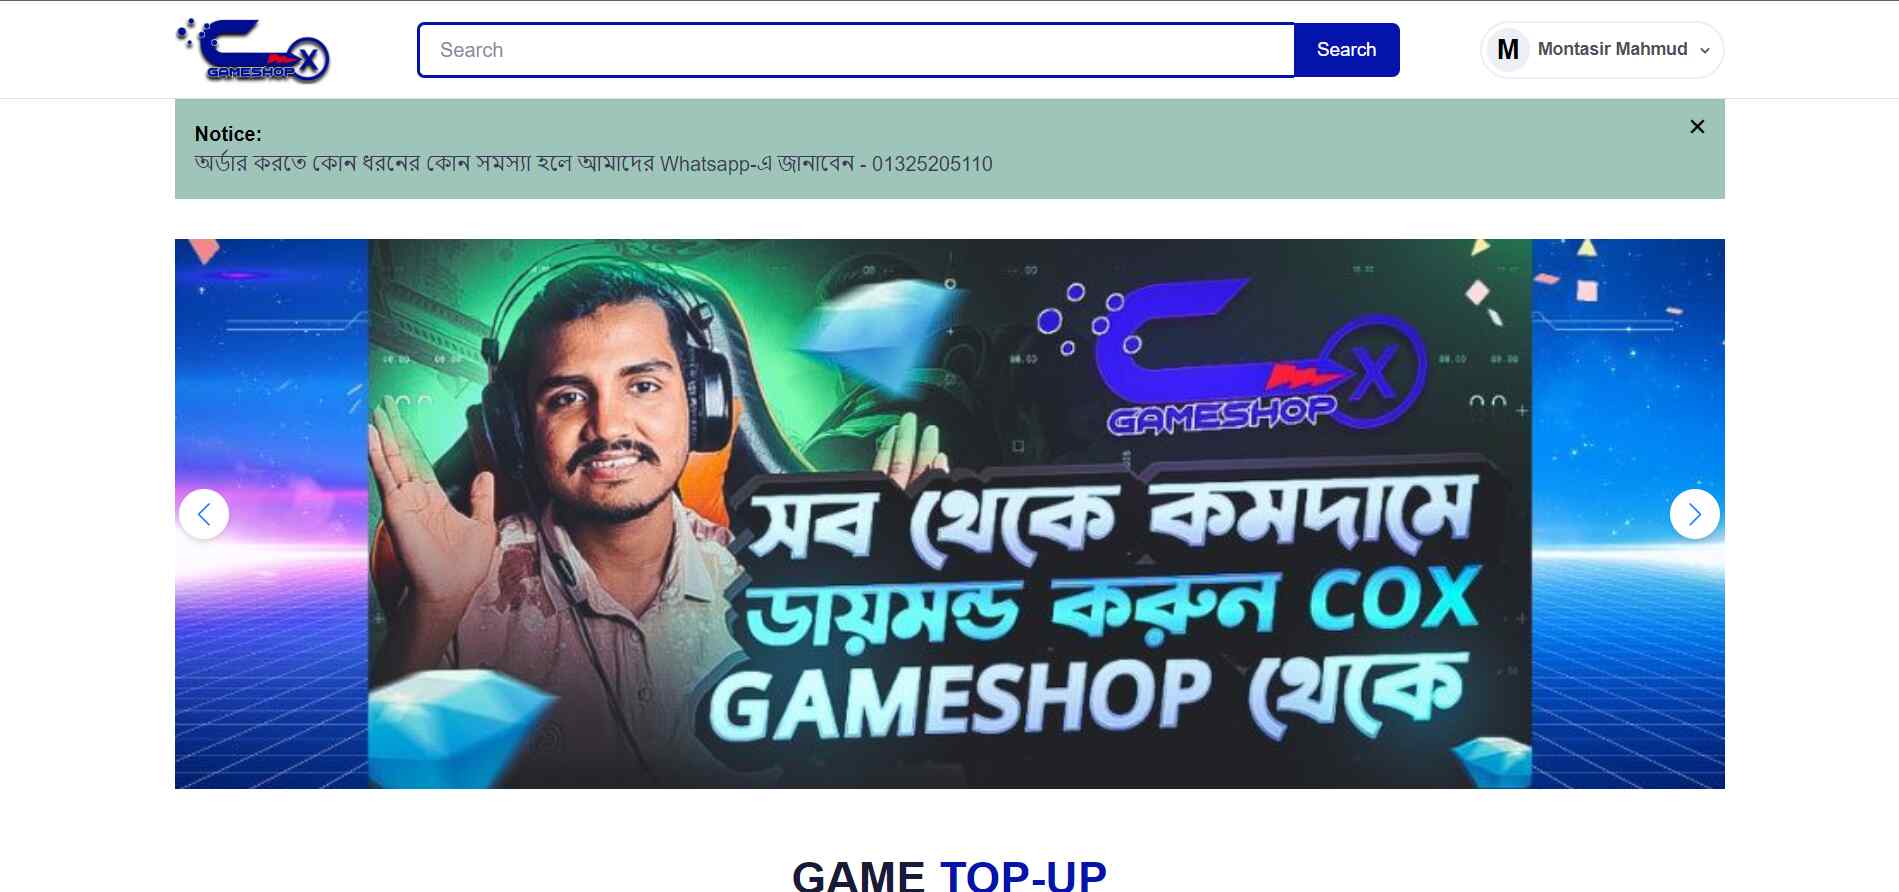 GAMESHOP X
Search
Search
M
Montasir Mahmud
Notice:
অর্ডার করতে কোন ধরনের কোন সমস্যা হলে আমাদের Whatsapp-এ জানাবেন - 01325205110
GAMESHOP X
সব থেকে কমদামে
ডায়মন্ড করুন COX
GAMESHOP থেকে
GAME TOP-UP